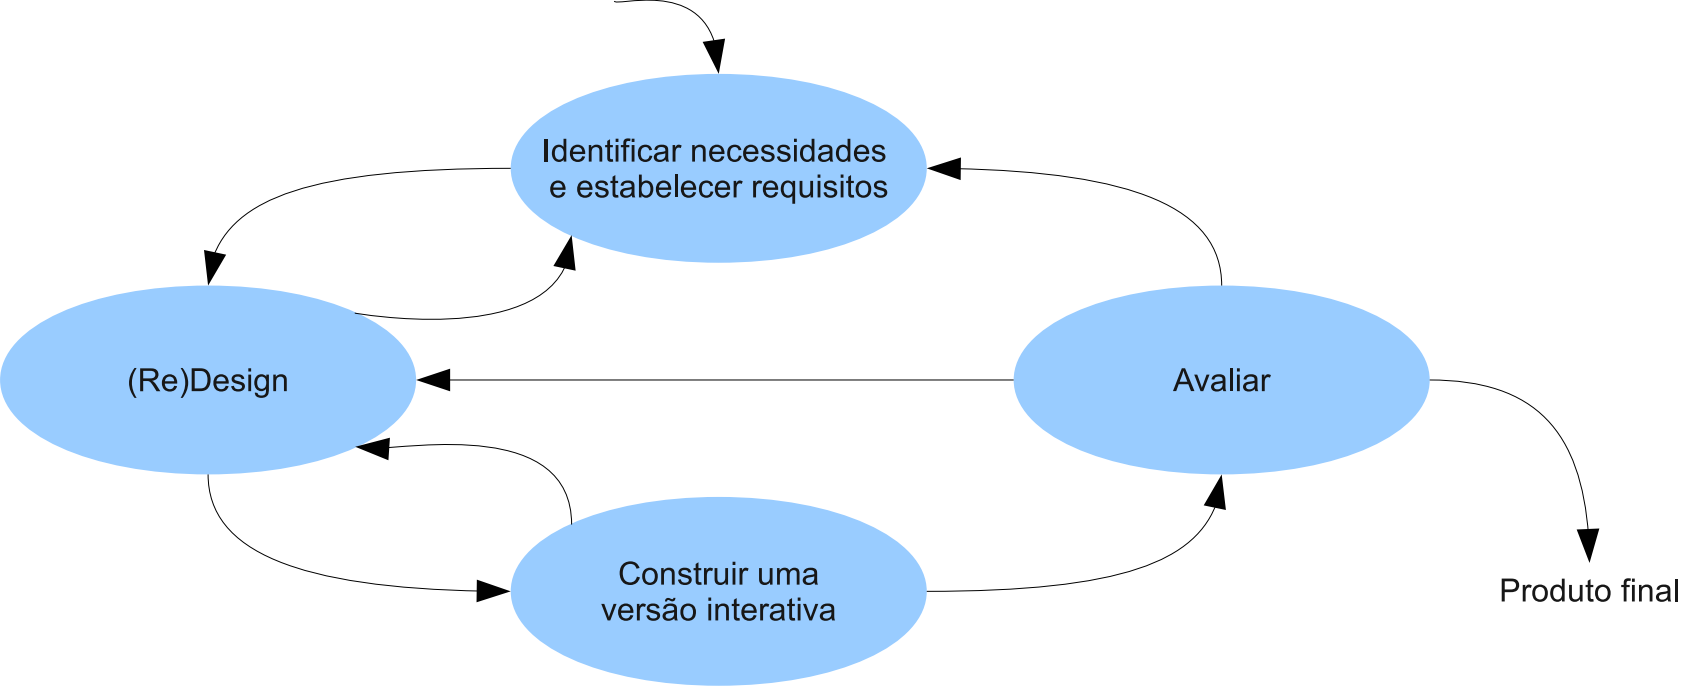 Identificar necessidades
e estabelecer requisitos
(Re)Design
Avaliar
Construir uma
versão interativa
Produto final